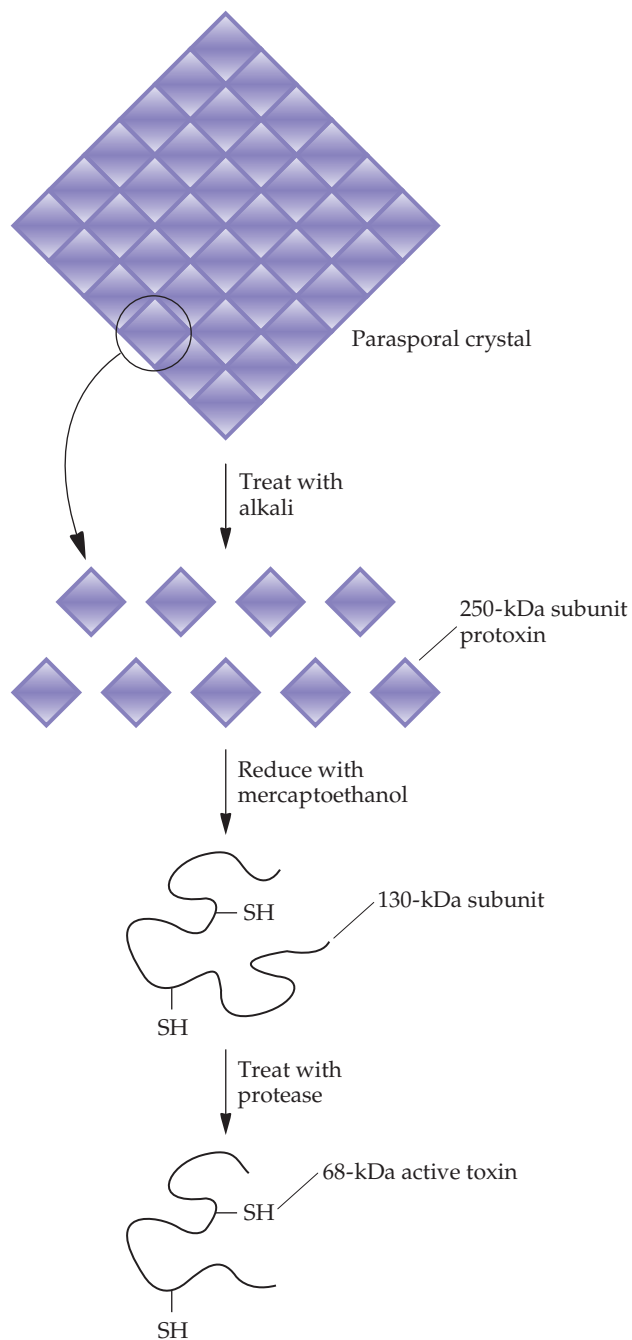 Parasporal crystal
Treat with
alkali
250-kDa subunit
protoxin
Reduce with
mercaptoethanol
SH
130-kDa subunit
SH
Treat with
protease
68-kDa active toxin
SH
SH